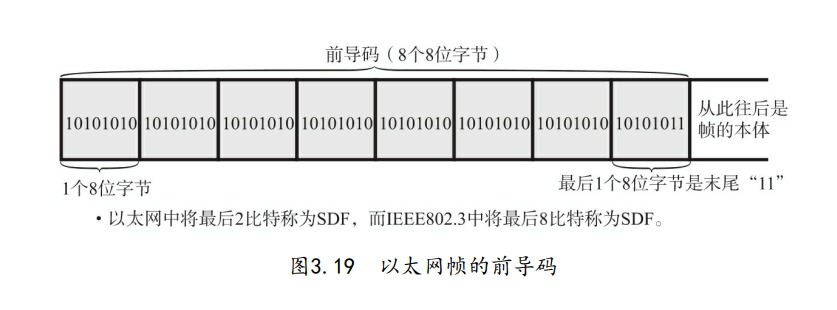 前导码（8个8位字节）
10101010 10101010 10101010 10101010 10101010 10101010 10101010 10101011
从此往后是
帧的本体
1个8位字节
最后1个8位字节是末尾“11”
•以太网中将最后2比特称为SDF，而IEEE802.3中将最后8比特称为SDF。
图3.19 以太网帧的前导码